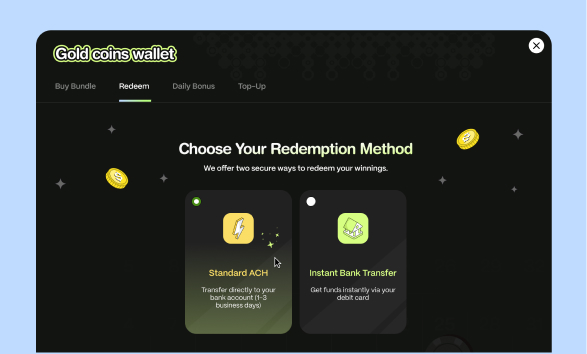 Gold coins wallet
Buy Bundle Redeem Daily Bonus Top-Up
Choose Your Redemption Method
We offer two secure ways to redeem your winnings.
Standard ACH
Transfer directly to your
bank account (1-3
business days)
Instant Bank Transfer
Get funds instantly via your
debit card